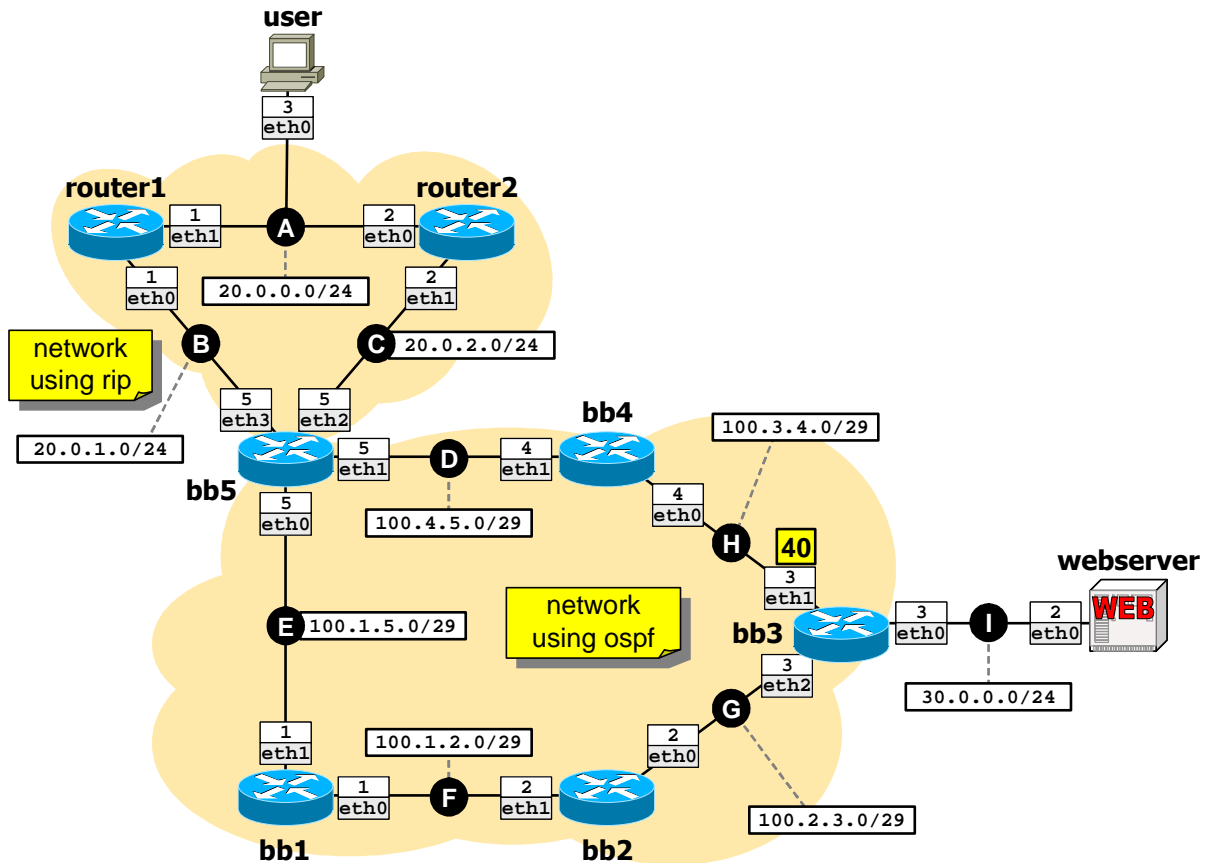 user
3
eth0
router1
router2
1
eth1
A
2
eth0
1
eth0
20.0.0.0/24
2
eth1
B
C
20.0.2.0/24
network
using rip
5
eth3
5
eth2
bb4
100.3.4.0/29
20.0.1.0/24
5
eth1
D
4
eth1
bb5
5
eth0
100.4.5.0/29
4
eth0
H
40
3
eth1
webserver
WEB
network
using ospf
E
100.1.5.0/29
bb3
3
eth0
I
2
eth0
3
eth2
30.0.0.0/24
G
1
eth1
100.1.2.0/29
2
eth0
1
eth0
F
2
eth1
100.2.3.0/29
bb1
bb2